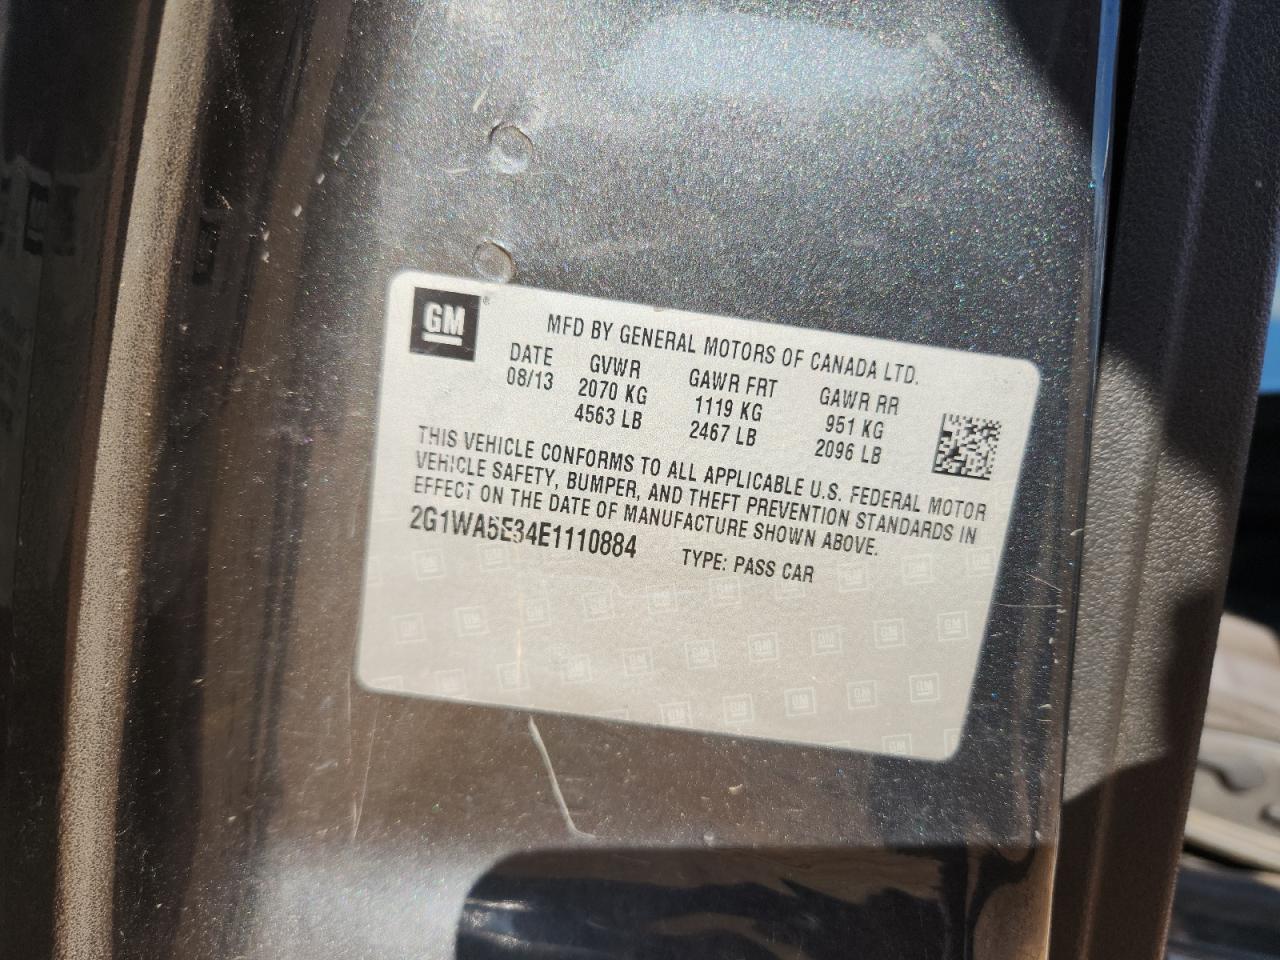 GM
MFD BY GENERAL MOTORS OF CANADA LTD.
DATE GVWR GAWR FRT GAWR RR
08/13 2070 KG 1119 KG 951 KG
4563 LB 2467 LB 2096 LB
THIS VEHICLE CONFORMS TO ALL APPLICABLE U.S. FEDERAL MOTOR
VEHICLE SAFETY, BUMPER, AND THEFT PREVENTION STANDARDS IN
EFFECT ON THE DATE OF MANUFACTURE SHOWN ABOVE.
2G1WA5E34E1110884 TYPE: PASS CAR